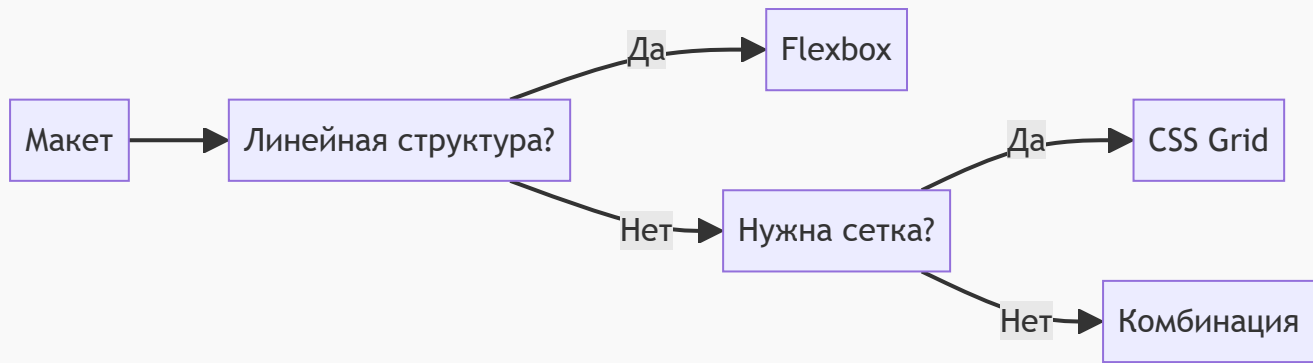 Макет
Линейная структура?
Да
Flexbox
Нет
Нужна сетка?
Да
CSS Grid
Нет
Комбинация